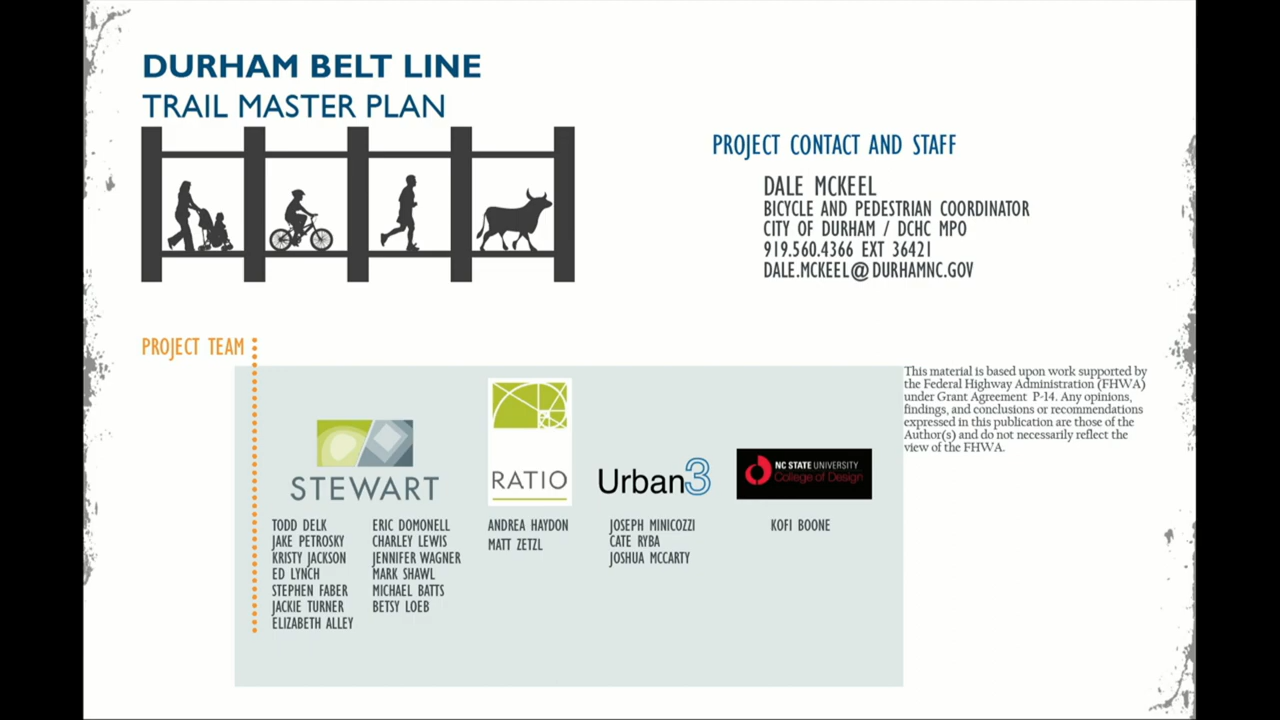 DURHAM BELT LINE
TRAIL MASTER PLAN
PROJECT CONTACT AND STAFF
DALE MCKEEL
BICYCLE AND PEDESTRIAN COORDINATOR
CITY OF DURHAM / DCHC MPO
919.560.4366 EXT 36421
DALE.MCKEEL@DURHAMNC.GOV
PROJECT TEAM
STEWART
TODD DELK
JAKE PETROSKY
KRISTY JACKSON
ED LYNCH
STEPHEN FABER
JACKIE TURNER
ELIZABETH ALLEY
ERIC DOMONELL
CHARLEY LEWIS
JENNIFER WAGNER
MARK SHAWL
MICHAEL BATTS
BETSY LOEB
RATIO
ANDREA HAYDON
MATT ZETZL
Urban3
JOSEPH MINICOZZI
CATE RYBA
JOSHUA MCCARTY
NC STATE UNIVERSITY
College of Design
KOFI BOONE
This material is based upon work supported by
the Federal Highway Administration (FHWA)
under Grant Agreement P-14. Any opinions,
findings, and conclusions or recommendations
expressed in this publication are those of the
Author(s) and do not necessarily reflect the
view of the FHWA.